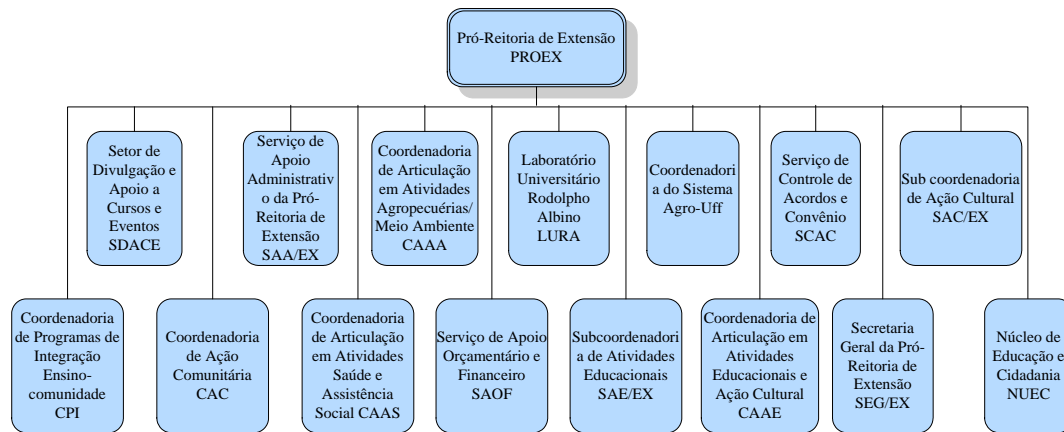 Pró-Reitoria de Extensão
PROEX
Setor de
Divulgação e
Apoio a
Cursos e
Eventos
SDACE
Serviço de
Apoio
Administrativ
o da Pró-
Reitoria de
Extensão
SAA/EX
Coordenadoria
de Articulação
em Atividades
Agropecuérias/
Meio Ambiente
CAAA
Laboratório
Universitário
Rodolpho
Albino
LURA
Coordenadori
a do Sistema
Agro-Uff
Serviço de
Controle de
Acordos e
Convênio
SCAC
Sub coordenadoria
de Ação Cultural
SAC/EX
Coordenadoria
de Programas de
Integração
Ensino-
comunidade
CPI
Coordenadoria
de Ação
Comunitária
CAC
Coordenadoria
de Articulação
em Atividades
Saúde e
Assistência
Social CAAS
Serviço de Apoio
Orçamentário e
Financeiro
SAOF
Subcoordenadori
a de Atividades
Educacionais
SAE/EX
Coordenadoria de
Articulação em
Atividades
Educacionais e
Ação Cultural
CAAE
Secretaria
Geral da Pró-
Reitoria de
Extensão
SEG/EX
Núcleo de
Educação e
Cidadania
NUEC